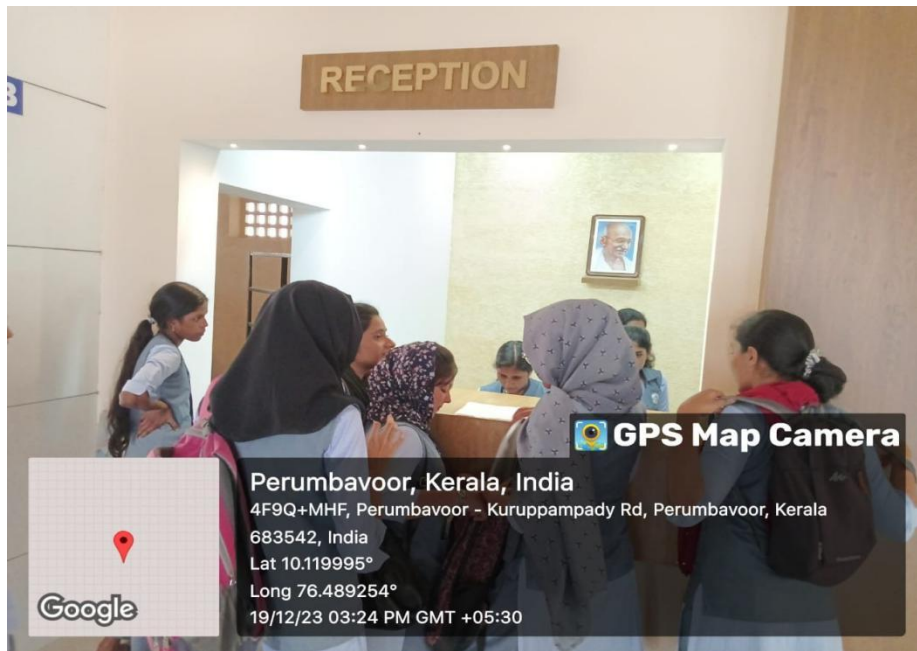 RECEPTION
B
GPS Map Camera
Perumbavoor, Kerala, India
4F9Q+MHF, Perumbavoor - Kuruppampady Rd, Perumbavoor, Kerala
683542, India
Lat 10.119995°
Long 76.489254°
19/12/23 03:24 PM GMT +05:30
Google